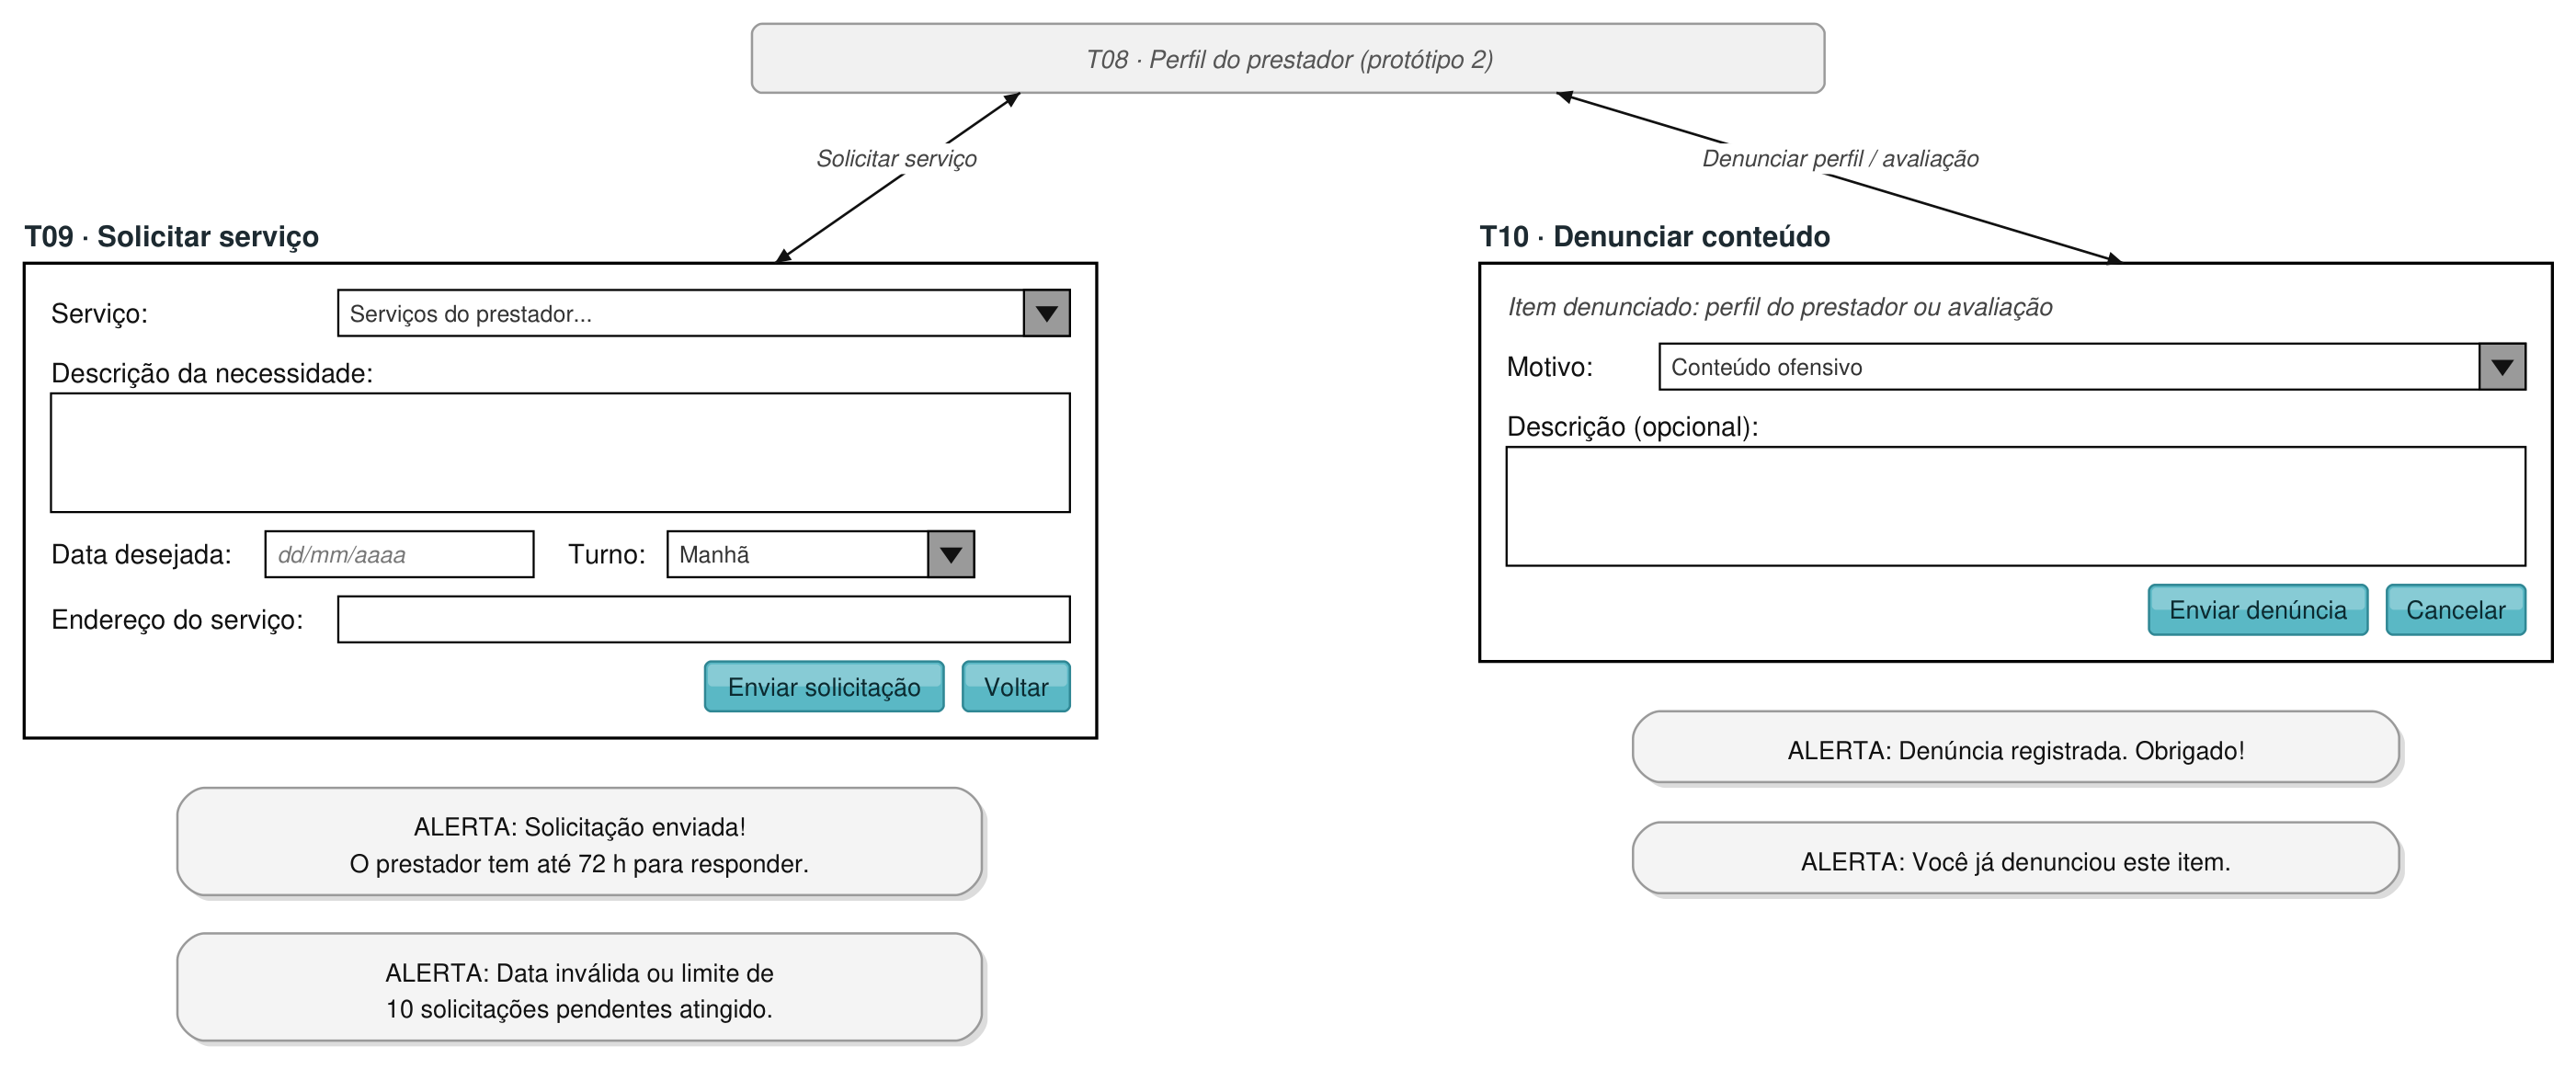 T08 · Perfil do prestador (protótipo 2)
Solicitar serviço
Denunciar perfil / avaliação
T09 · Solicitar serviço
Serviço:
Serviços do prestador...
Descrição da necessidade:
Data desejada:
dd/mm/aaaa
Turno:
Manhã
Endereço do serviço:
Enviar solicitação
Voltar
ALERTA: Solicitação enviada!
O prestador tem até 72 h para responder.
ALERTA: Data inválida ou limite de
10 solicitações pendentes atingido.
T10 · Denunciar conteúdo
Item denunciado: perfil do prestador ou avaliação
Motivo:
Conteúdo ofensivo
Descrição (opcional):
Enviar denúncia
Cancelar
ALERTA: Denúncia registrada. Obrigado!
ALERTA: Você já denunciou este item.